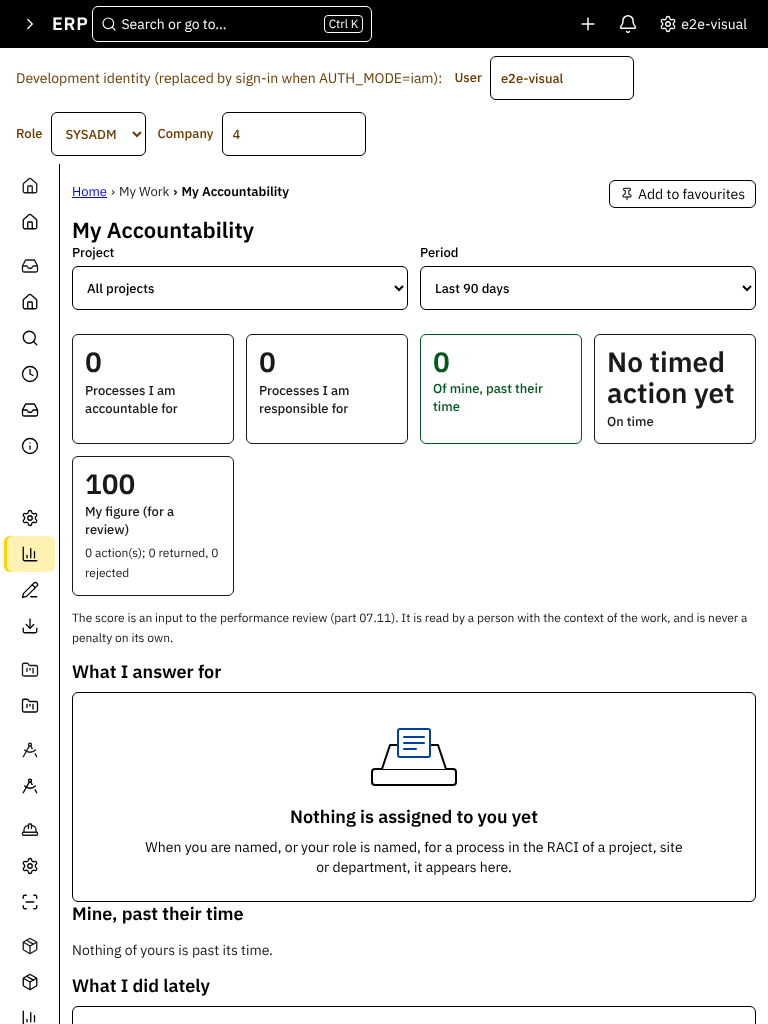 ERP
Search or go to...
Ctrl K
e2e-visual
Development identity (replaced by sign-in when AUTH_MODE=iam):
User
e2e-visual
Role
SYSADM
Company
4
Home › My Work › My Accountability
Add to favourites
My Accountability
Project
Period
All projects
Last 90 days
0
Processes I am
accountable for
0
Processes I am
responsible for
0
Of mine, past their
time
No timed
action yet
On time
100
My figure (for a
review)
0 action(s); 0 returned, 0
rejected
The score is an input to the performance review (part 07.11). It is read by a person with the context of the work, and is never a
penalty on its own.
What I answer for
Nothing is assigned to you yet
When you are named, or your role is named, for a process in the RACI of a project, site
or department, it appears here.
Mine, past their time
Nothing of yours is past its time.
What I did lately